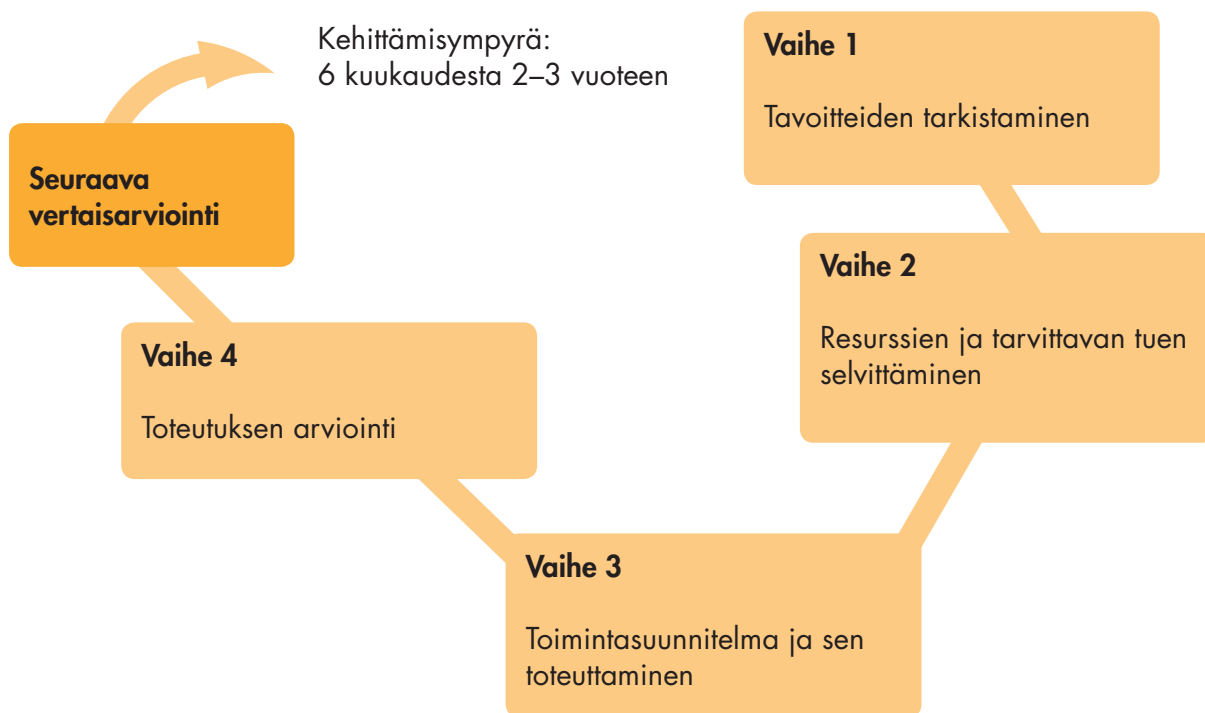 Kehittämisympyrä:
6 kuukaudesta 2–3 vuoteen
Vaihe 1
Tavoitteiden tarkistaminen
Vaihe 2
Resurssien ja tarvittavan tuen
selvittäminen
Vaihe 3
Toimintasuunnitelma ja sen
toteuttaminen
Vaihe 4
Toteutuksen arviointi
Seuraava
vertaisarviointi